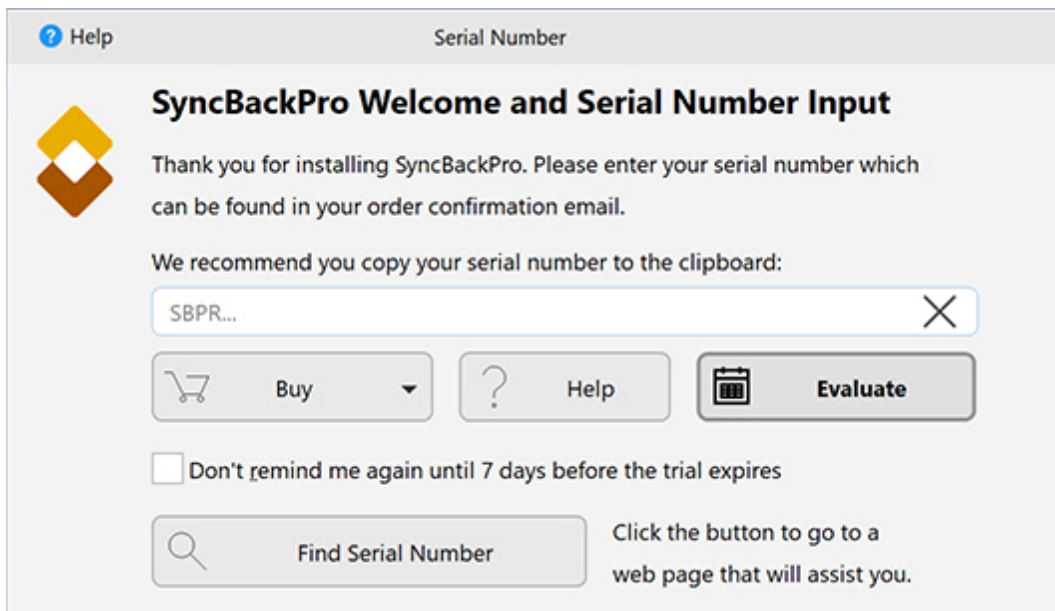 Help
Serial Number
SyncBackPro Welcome and Serial Number Input
Thank you for installing SyncBackPro. Please enter your serial number which
can be found in your order confirmation email.
We recommend you copy your serial number to the clipboard:
SBPR...
Buy
Help
Evaluate
Don't remind me again until 7 days before the trial expires
Find Serial Number
Click the button to go to a
web page that will assist you.